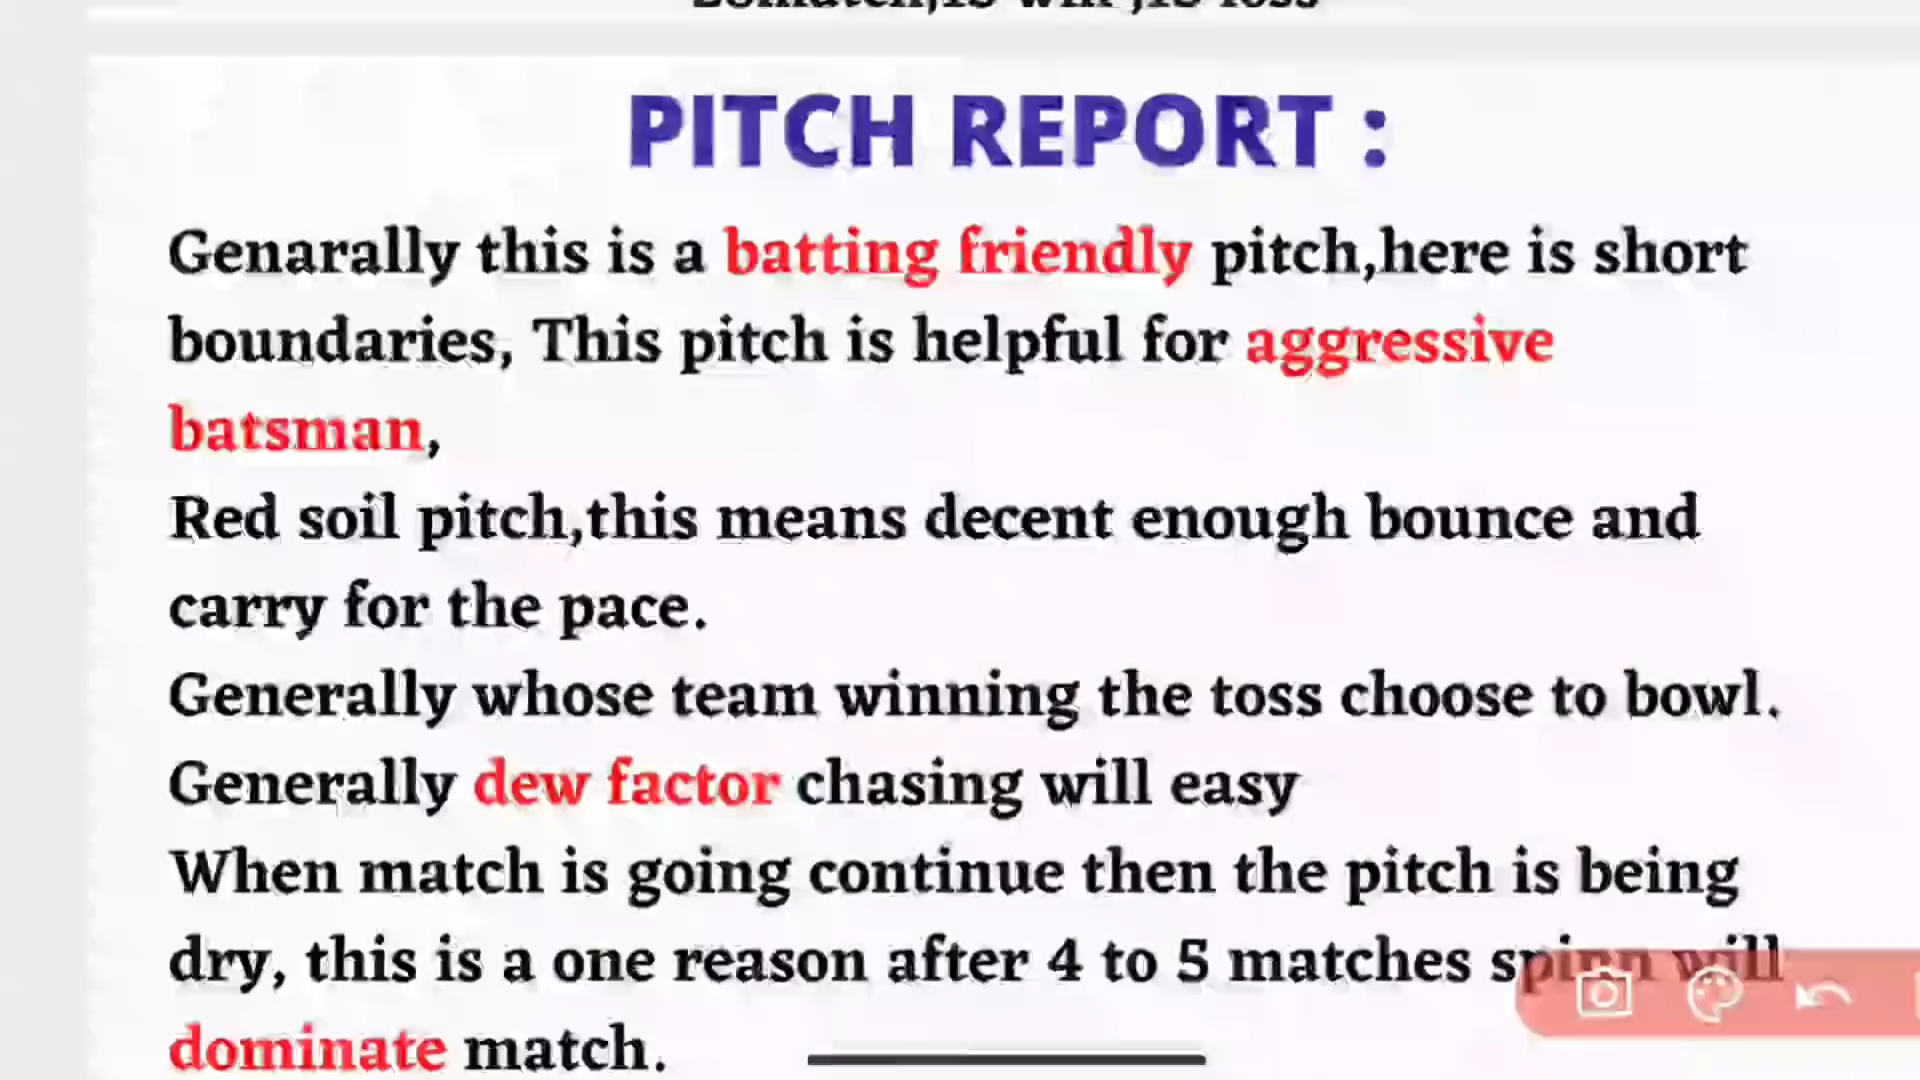 PITCH REPORT :
Genarally this is a batting friendly pitch,here is short
boundaries, This pitch is helpful for aggressive
batsman,
Red soil pitch,this means decent enough bounce and
carry for the pace.
Generally whose team winning the toss choose to bowl.
Generally dew factor chasing will easy
When match is going continue then the pitch is being
dry, this is a one reason after 4 to 5 matches spinn will
dominate match.